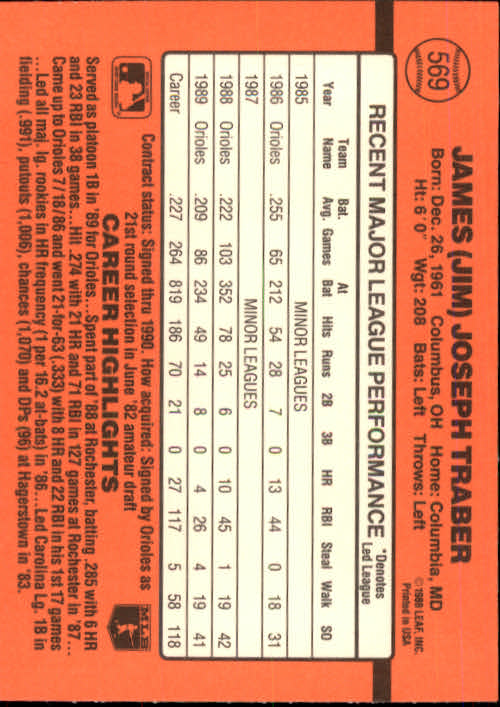 569
JAMES (JIM) JOSEPH TRABER
Born: Dec. 26, 1961 Columbus, OH Home: Columbia, MD
Ht: 6' 0" Wgt: 208 Bats: Left Throws: Left
© 1989 LEAF, INC.
Printed in USA
RECENT MAJOR LEAGUE PERFORMANCE *Denotes Led League
Year Team Name Bat. Avg. Games At Bat Hits Runs 2B 3B HR RBI Steal Walk SO
1985 MINOR LEAGUES
1986 Orioles .255 65 212 54 28 7 0 13 44 0 18 31
1987 MINOR LEAGUES
1988 Orioles .222 103 352 78 25 6 0 10 45 1 19 42
1989 Orioles .209 86 234 49 14 8 0 4 26 4 19 41
Career .227 264 819 186 70 21 0 27 117 5 58 118
Contract status: Signed thru 1990. How acquired: Signed by Orioles as
21st round selection in June '82 amateur draft
CAREER HIGHLIGHTS
MLB
Served as platoon 1B in '89 for Orioles...Spent part of '88 at Rochester, batting .285 with 6 HR
and 23 RBI in 38 games...Hit .274 with 21 HR and 71 RBI in 127 games at Rochester in '87...
Came up to Orioles 7/18/86 and went 21-for-63 (.333) with 8 HR and 22 RBI in his 1st 17 games
...Led all maj. lg. rookies in HR frequency (1 per 16.2 at-bats) in '86...Led Carolina Lg. 1B in
fielding (.991), putouts (1,006), chances (1,070) and DPs (96) at Hagerstown in '83.